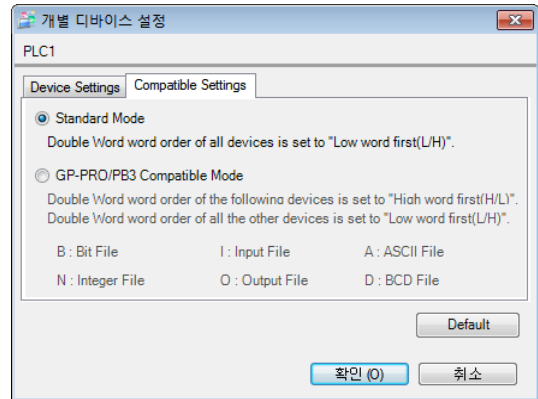 개별 디바이스 설정
PLC1
Device Settings Compatible Settings
Standard Mode
Double Word word order of all devices is set to "Low word first(L/H)".
GP-PRO/PB3 Compatible Mode
Double Word word order of the following devices is set to "High word first(H/L)".
Double Word word order of all the other devices is set to "Low word first(L/H)".
B : Bit File I : Input File A : ASCII File
N : Integer File O : Output File D : BCD File
Default
확인 (O) 취소